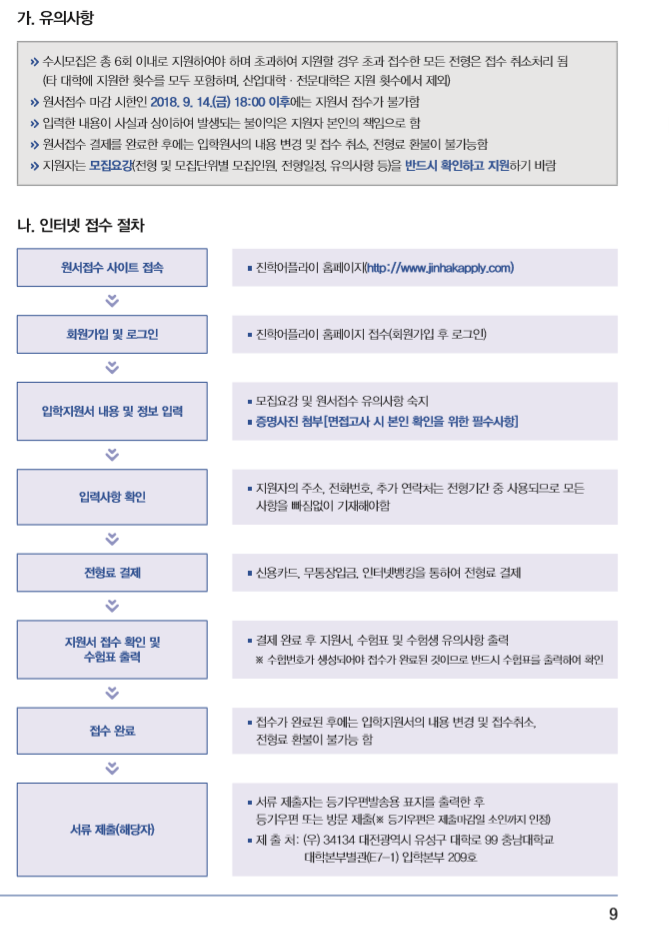 가. 유의사항
» 수시모집은 총 6회 이내로 지원하여야 하며 초과하여 지원할 경우 초과 접수한 모든 전형은 접수 취소처리 됨
(타 대학에 지원한 횟수를 모두 포함하며, 산업대학 · 전문대학은 지원 횟수에서 제외)
» 원서접수 마감 시한인 2018. 9. 14.(금) 18:00 이후에는 지원서 접수가 불가함
» 입력한 내용이 사실과 상이하여 발생되는 불이익은 지원자 본인의 책임으로 함
» 원서접수 결제를 완료한 후에는 입학원서의 내용 변경 및 접수 취소, 전형료 환불이 불가능함
» 지원자는 모집요강(전형 및 모집단위별 모집인원, 전형일정, 유의사항 등)을 반드시 확인하고 지원하기 바람
나. 인터넷 접수 절차
원서접수 사이트 접속
▪ 진학어플라이 홈페이지(http://www.jinhakapply.com)
회원가입 및 로그인
▪ 진학어플라이 홈페이지 접수(회원가입 후 로그인)
입학지원서 내용 및 정보 입력
▪ 모집요강 및 원서접수 유의사항 숙지
▪ 증명사진 첨부[면접고사 시 본인 확인을 위한 필수사항]
입력사항 확인
▪ 지원자의 주소, 전화번호, 추가 연락처는 전형기간 중 사용되므로 모든
사항을 빠짐없이 기재해야함
전형료 결제
▪ 신용카드, 무통장입금, 인터넷뱅킹을 통하여 전형료 결제
지원서 접수 확인 및
수험표 출력
▪ 결제 완료 후 지원서, 수험표 및 수험생 유의사항 출력
※ 수험번호가 생성되어야 접수가 완료된 것이므로 반드시 수험표를 출력하여 확인
접수 완료
▪ 접수가 완료된 후에는 입학지원서의 내용 변경 및 접수취소,
전형료 환불이 불가능 함
서류 제출(해당자)
▪ 서류 제출자는 등기우편발송용 표지를 출력한 후
등기우편 또는 방문 제출(※ 등기우편은 제출마감일 소인까지 인정)
▪ 제 출 처: (우) 34134 대전광역시 유성구 대학로 99 충남대학교
대학본부별관(E7-1) 입학본부 209호
9